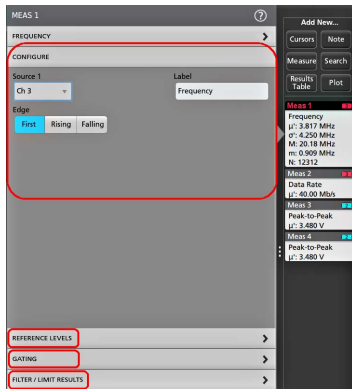 MEAS 1
?
FREQUENCY
CONFIGURE
Source 1
Label
Ch 3
Frequency
Edge
First Rising Falling
REFERENCE LEVELS
GATING
FILTER / LIMIT RESULTS
Add New...
Cursors Note
Measure Search
Results Table Plot
Meas 1
Frequency
µ': 3.817 MHz
σ': 4.250 MHz
M: 20.18 MHz
m: 0.909 MHz
N: 12312
Meas 2
Data Rate
µ': 40.00 Mb/s
Meas 3
Peak-to-Peak
µ': 3.480 V
Meas 4
Peak-to-Peak
µ': 3.480 V